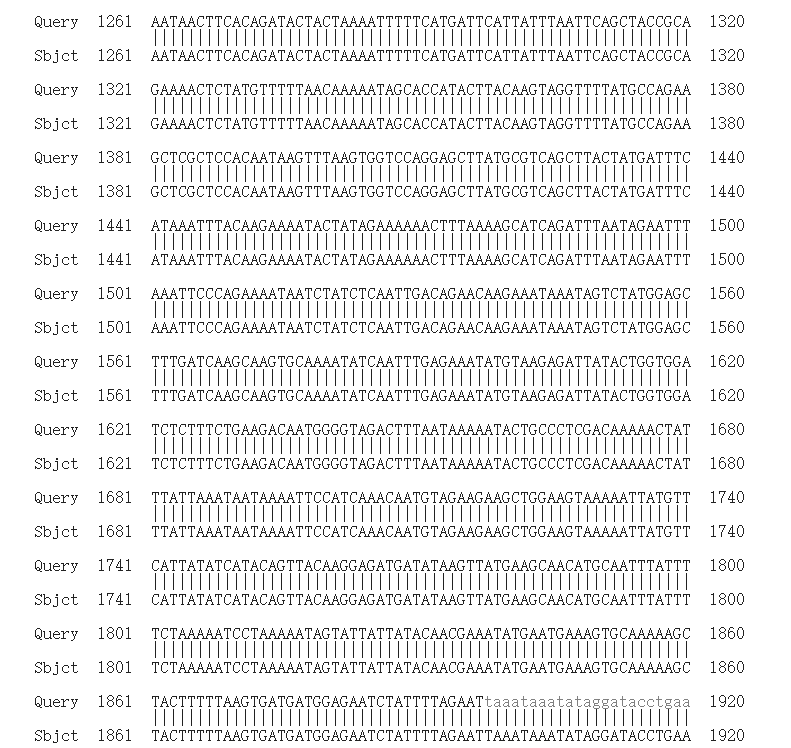 Query 1261 AATAACTTCACAGATACTACTAAAATTTTTCATGATTCATTATTTAATTCAGCTACCGCA 1320
||||||||||||||||||||||||||||||||||||||||||||||||||||||||||||
Sbjct 1261 AATAACTTCACAGATACTACTAAAATTTTTCATGATTCATTATTTAATTCAGCTACCGCA 1320
Query 1321 GAAAACTCTATGTTTTTAACAAAAATAGCACCATACTTACAAGTAGGTTTTATGCCAGAA 1380
||||||||||||||||||||||||||||||||||||||||||||||||||||||||||||
Sbjct 1321 GAAAACTCTATGTTTTTAACAAAAATAGCACCATACTTACAAGTAGGTTTTATGCCAGAA 1380
Query 1381 GCTCGCTCCACAATAAGTTTAAGTGGTCCAGGAGCTTATGCGTCAGCTTACTATGATTTC 1440
||||||||||||||||||||||||||||||||||||||||||||||||||||||||||||
Sbjct 1381 GCTCGCTCCACAATAAGTTTAAGTGGTCCAGGAGCTTATGCGTCAGCTTACTATGATTTC 1440
Query 1441 ATAAATTTACAAGAAAATACTATAGAAAAAACTTTAAAAGCATCAGATTTAATAGAATTT 1500
||||||||||||||||||||||||||||||||||||||||||||||||||||||||||||
Sbjct 1441 ATAAATTTACAAGAAAATACTATAGAAAAAACTTTAAAAGCATCAGATTTAATAGAATTT 1500
Query 1501 AAATTCCCAGAAAATAATCTATCTCAATTGACAGAACAAGAAATAAATAGTCTATGGAGC 1560
||||||||||||||||||||||||||||||||||||||||||||||||||||||||||||
Sbjct 1501 AAATTCCCAGAAAATAATCTATCTCAATTGACAGAACAAGAAATAAATAGTCTATGGAGC 1560
Query 1561 TTTGATCAAGCAAGTGCAAAATATCAATTTGAGAAATATGTAAGAGATTATACTGGTGGA 1620
||||||||||||||||||||||||||||||||||||||||||||||||||||||||||||
Sbjct 1561 TTTGATCAAGCAAGTGCAAAATATCAATTTGAGAAATATGTAAGAGATTATACTGGTGGA 1620
Query 1621 TCTCTTTCTGAAGACAATGGGGTAGACTTTAATAAAAATACTGCCCTCGACAAAAACTAT 1680
||||||||||||||||||||||||||||||||||||||||||||||||||||||||||||
Sbjct 1621 TCTCTTTCTGAAGACAATGGGGTAGACTTTAATAAAAATACTGCCCTCGACAAAAACTAT 1680
Query 1681 TTATTAAATAATAAAATTCCATCAAACAATGTAGAAGAAGCTGGAAGTAAAAATTATGTT 1740
||||||||||||||||||||||||||||||||||||||||||||||||||||||||||||
Sbjct 1681 TTATTAAATAATAAAATTCCATCAAACAATGTAGAAGAAGCTGGAAGTAAAAATTATGTT 1740
Query 1741 CATTATATCATACAGTTACAAGGAGATGATATAAGTTATGAAGCAACATGCAATTTATTT 1800
||||||||||||||||||||||||||||||||||||||||||||||||||||||||||||
Sbjct 1741 CATTATATCATACAGTTACAAGGAGATGATATAAGTTATGAAGCAACATGCAATTTATTT 1800
Query 1801 TCTAAAAATCCTAAAAATAGTATTATTATACAACGAAATATGAATGAAAGTGCAAAAAGC 1860
||||||||||||||||||||||||||||||||||||||||||||||||||||||||||||
Sbjct 1801 TCTAAAAATCCTAAAAATAGTATTATTATACAACGAAATATGAATGAAAGTGCAAAAAGC 1860
Query 1861 TACTTTTTAAGTGATGATGGAGAATCTATTTTAGAATtaaataaatataggatacctgaa 1920
||||||||||||||||||||||||||||||||||||||||||||||||||||||||||||
Sbjct 1861 TACTTTTTAAGTGATGATGGAGAATCTATTTTAGAATTAAATAAATATAGGATACCTGAA 1920